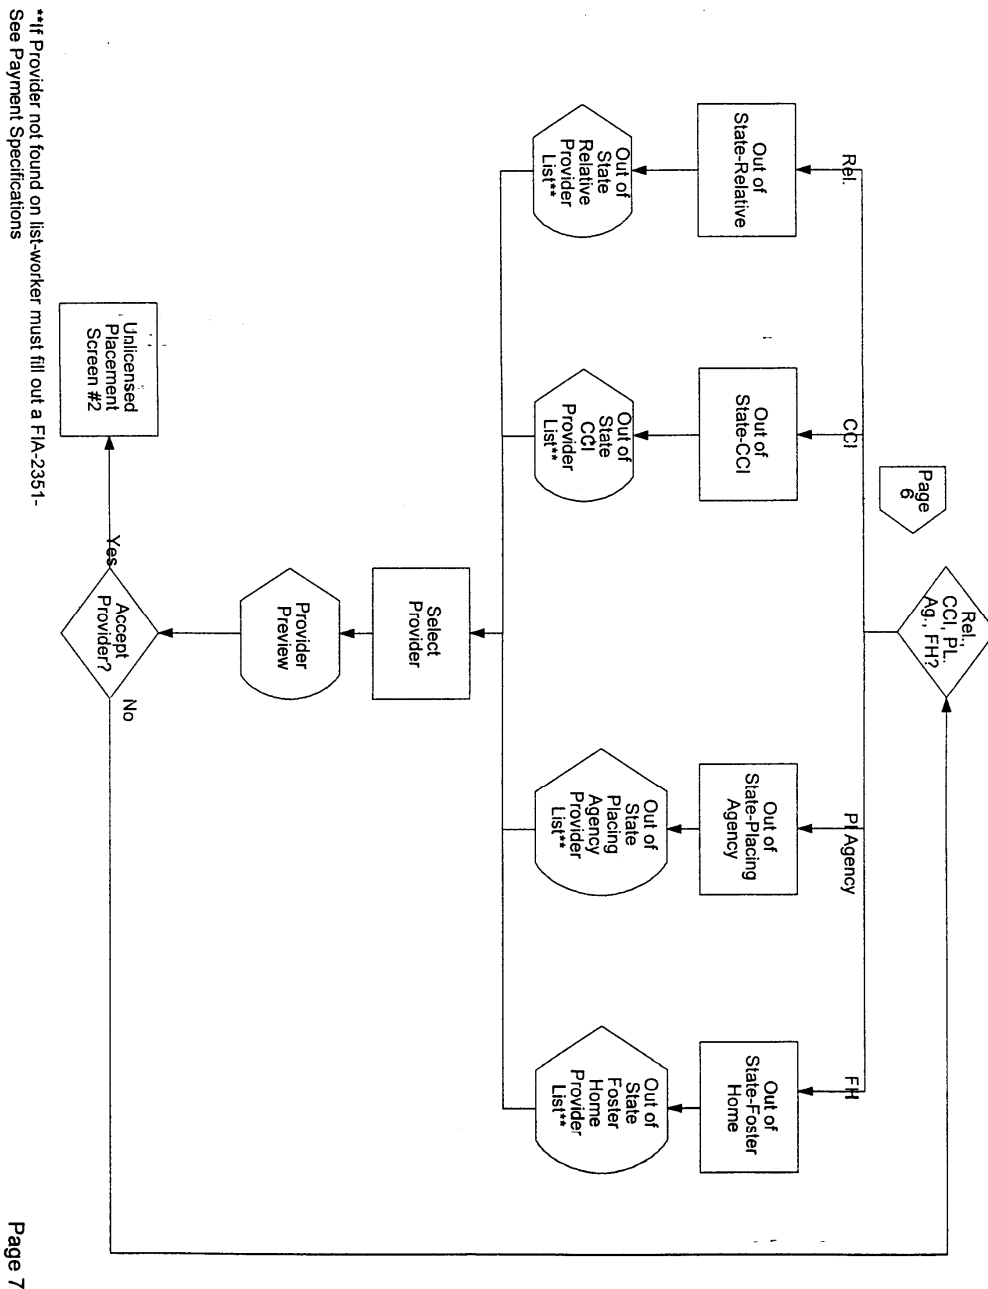 Page
6
Rel.,
CCI, PL.
Ag., FH?
Rel.
CCI
Pl Agency
FH
Out of
State-Relative
Out of
State-CCI
Out of
State-Placing
Agency
Out of
State-Foster
Home
Out of
State
Relative
Provider
List**
Out of
State
CCI
Provider
List**
Out of
State
Placing
Agency
Provider
List**
Out of
State
Foster
Home
Provider
List**
Select
Provider
Provider
Preview
Accept
Provider?
Yes
No
Unlicensed
Placement
Screen #2
**If Provider not found on list-worker must fill out a FIA-2351-
See Payment Specifications
Page 7